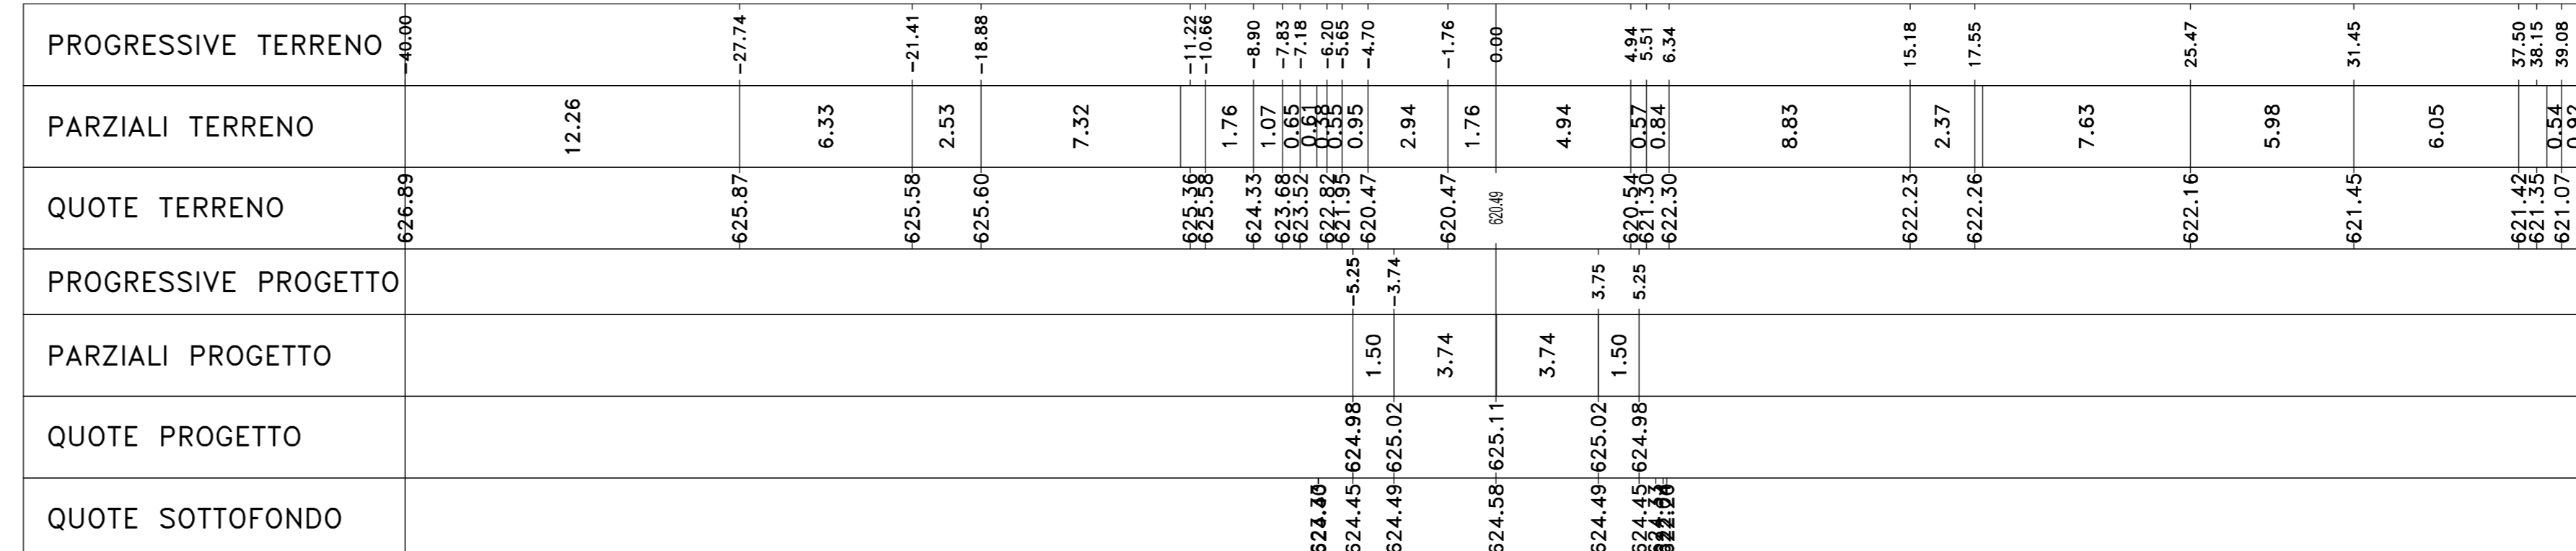 PROGRESSIVE TERRENO -40.00 -27.74 -21.41 -18.88 -11.22 -10.66 -8.90 -7.83 -7.18 -6.20 -5.65 -4.70 -1.76 0.00 4.94 5.51 6.34 15.18 17.55 25.47 31.45 37.50 38.15 39.08
PARZIALI TERRENO 12.26 6.33 2.53 7.32 1.76 1.07 0.65 0.61 0.38 0.55 0.95 2.94 1.76 4.94 0.57 0.84 8.83 2.37 7.63 5.98 6.05 0.54 0.92
QUOTE TERRENO 626.89 625.87 625.58 625.60 625.36 625.58 624.33 623.68 623.52 622.82 621.95 620.47 620.47 620.49 620.54 621.30 622.30 622.23 622.26 622.16 621.45 621.42 621.35 621.07
PROGRESSIVE PROGETTO -5.25 -3.74 3.75 5.25
PARZIALI PROGETTO 1.50 3.74 3.74 1.50
QUOTE PROGETTO 624.98 625.02 625.11 625.02 624.98
QUOTE SOTTOFONDO 624.45 624.49 624.58 624.49 624.45